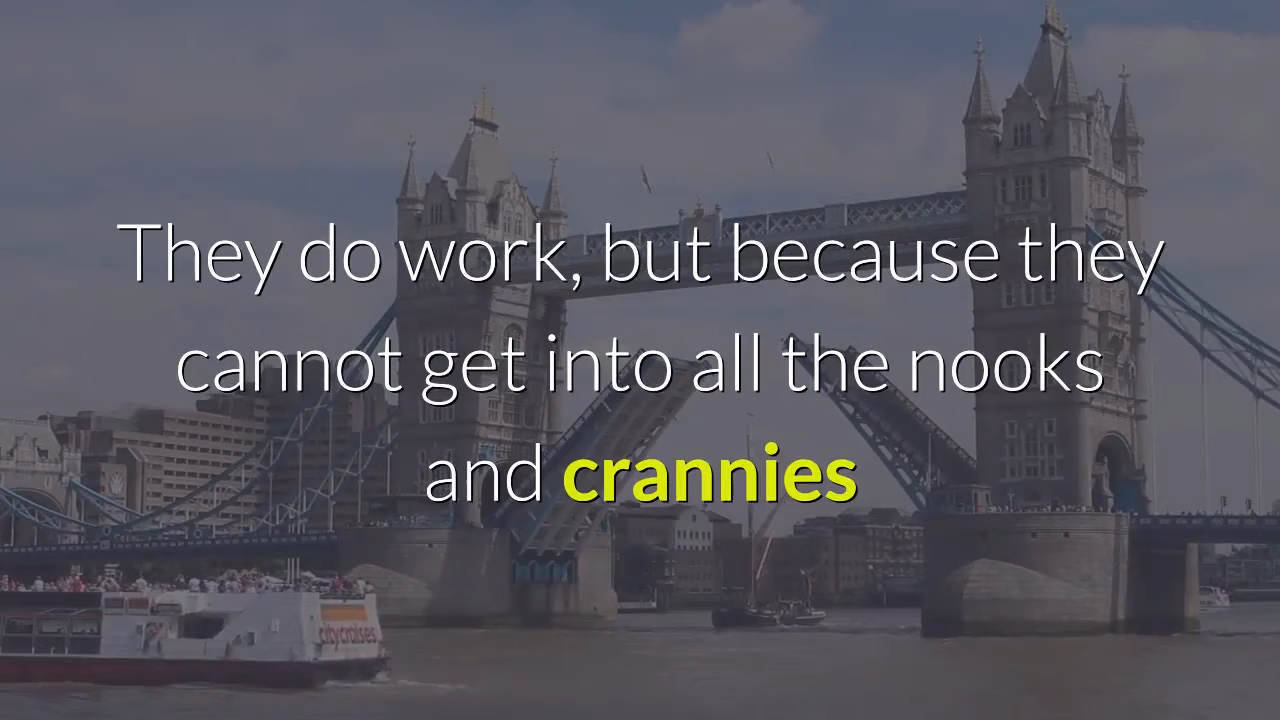 They do work, but because they
cannot get into all the nooks
and crannies
citycruises